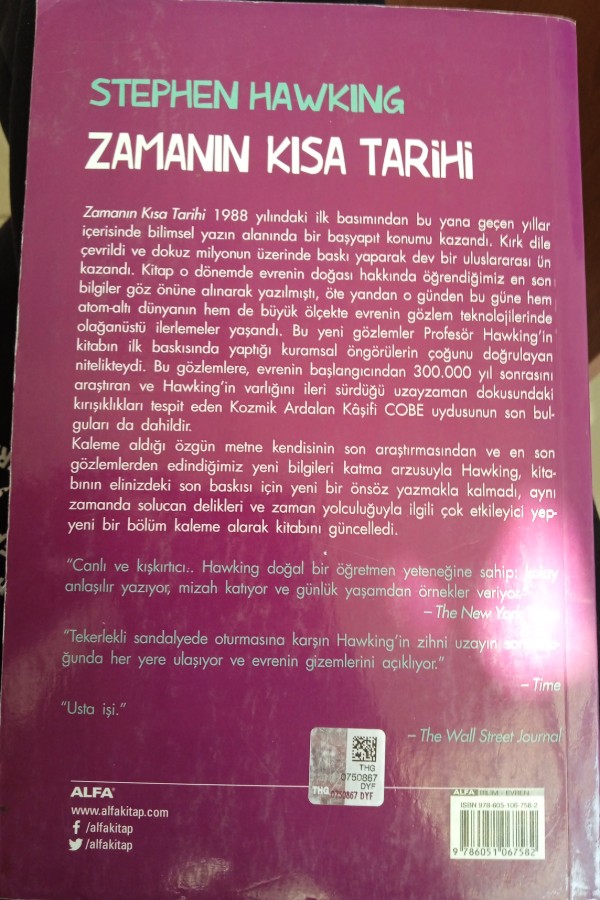 STEPHEN HAWKING
ZAMANIN KISA TARİHİ
Zamanın Kısa Tarihi 1988 yılındaki ilk basımından bu yana geçen yıllar
içerisinde bilimsel yazın alanında bir başyapıt konumu kazandı. Kırk dile
çevrildi ve dokuz milyonun üzerinde baskı yaparak dev bir uluslararası ün
kazandı. Kitap o dönemde evrenin doğası hakkında öğrendiğimiz en son
bilgiler göz önüne alınarak yazılmıştı, öte yandan o günden bu güne hem
atom-altı dünyanın hem de büyük ölçekte evrenin gözlem teknolojilerinde
olağanüstü ilerlemeler yaşandı. Bu yeni gözlemler Profesör Hawking'in
kitabın ilk baskısında yaptığı kuramsal öngörülerin çoğunu doğrulayan
nitelikteydi. Bu gözlemlere, evrenin başlangıcından 300.000 yıl sonrasını
araştıran ve Hawking'in varlığını ileri sürdüğü uzayzaman dokusundaki
kırışıklıkları tespit eden Kozmik Ardalan Kâşifi COBE uydusunun son bul-
guları da dahildir.
Kaleme aldığı özgün metne kendisinin son araştırmasından ve en son
gözlemlerden edindiğimiz yeni bilgileri katma arzusuyla Hawking, kita-
bının elinizdeki son baskısı için yeni bir önsöz yazmakla kalmadı, aynı
zamanda solucan delikleri ve zaman yolculuğuyla ilgili çok etkileyici yep-
yeni bir bölüm kaleme alarak kitabını güncelledi.
"Canlı ve kışkırtıcı.. Hawking doğal bir öğretmen yeteneğine sahip; kolay
anlaşılır yazıyor, mizah katıyor ve günlük yaşamdan örnekler veriyor."
– The New York
"Tekerlekli sandalyede oturmasına karşın Hawking'in zihni uzayın
ğunda her yere ulaşıyor ve evrenin gizemlerini açıklıyor."
– Time
"Usta işi."
– The Wall Street Journal
THG
0750867
DYF
THG 0750867 DYF
ALFA
www.alfakitap.com
/alfakitap
/alfakitap
ALFA BİLİM / EVREN
ISBN 978-605-106-758-2
9 786051 067582